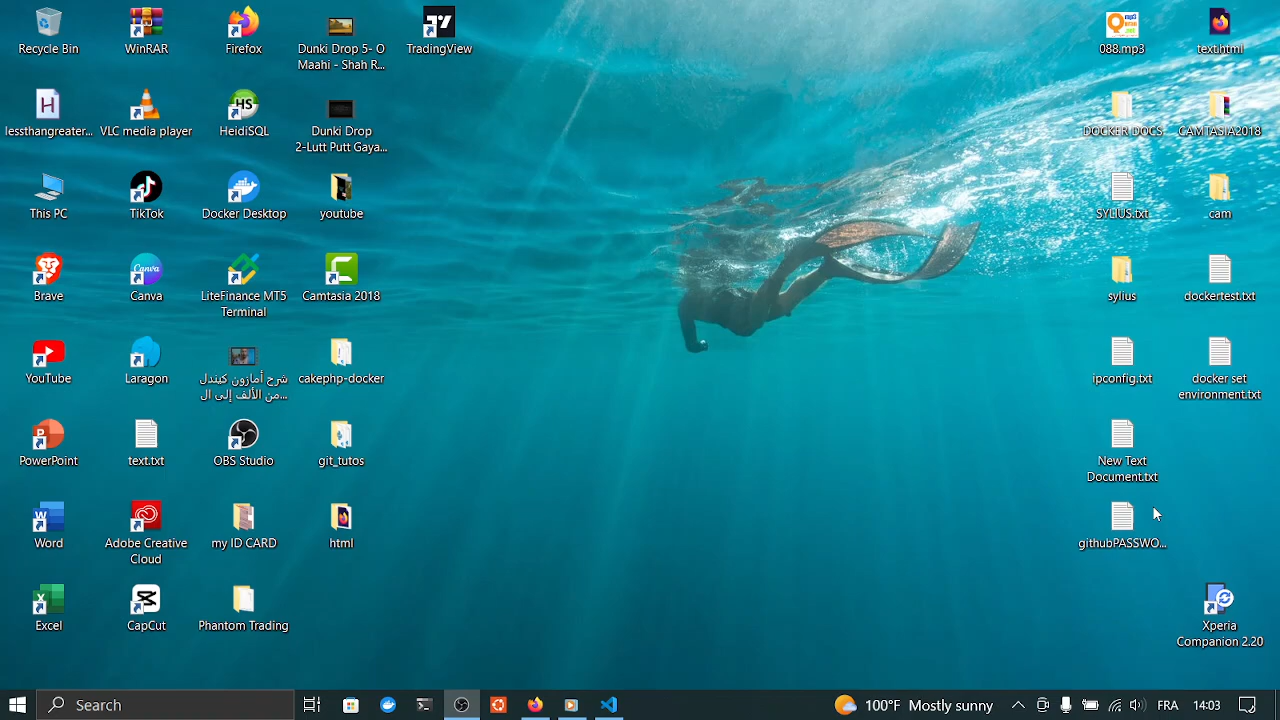 Recycle Bin
WinRAR
Firefox
Dunki Drop 5- O
Maahi - Shah R...
TradingView
088.mp3
texti.html
lessthangreater...
VLC media player
HeidiSQL
Dunki Drop
2-Lutt Putt Gaya...
DOCKER DOCS
CAMTASIA2018
This PC
TikTok
Docker Desktop
youtube
SYLIUS.txt
cam
Brave
Canva
LiteFinance MT5
Terminal
Camtasia 2018
sylius
dockertest.txt
YouTube
Laragon
شرح أمازون كيندل
من الألف إلى ال...
cakephp-docker
ipconfig.txt
docker set
environment.txt
PowerPoint
text.txt
OBS Studio
git_tutos
New Text
Document.txt
Word
Adobe Creative
Cloud
my ID CARD
html
githubPASSWO...
Excel
CapCut
Phantom Trading
Xperia
Companion 2.20
Search
100°F Mostly sunny
FRA
14:03